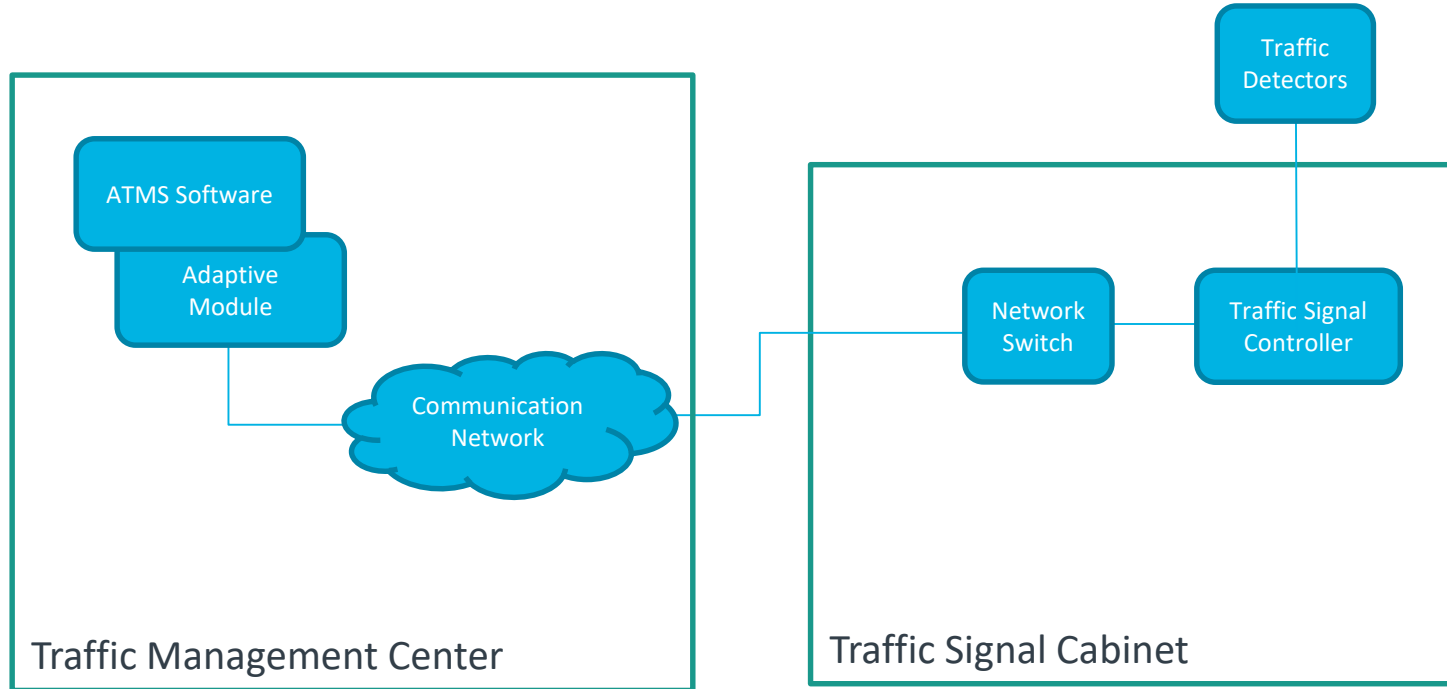 Traffic
Detectors
ATMS Software
Adaptive
Module
Network
Switch
Traffic Signal
Controller
Communication
Network
Traffic Management Center
Traffic Signal Cabinet